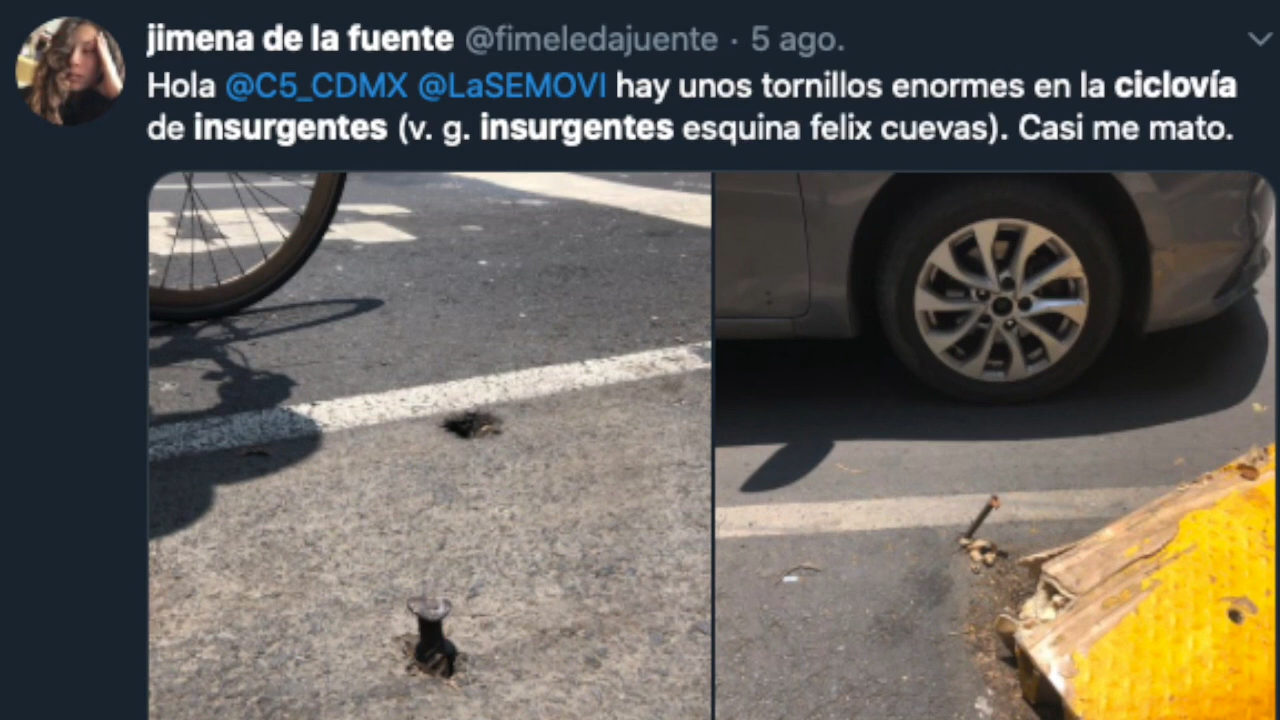 jimena de la fuente @fimeledajuente · 5 ago.
Hola @C5_CDMX @LaSEMOVI hay unos tornillos enormes en la ciclovía
de insurgentes (v. g. insurgentes esquina felix cuevas). Casi me mato.